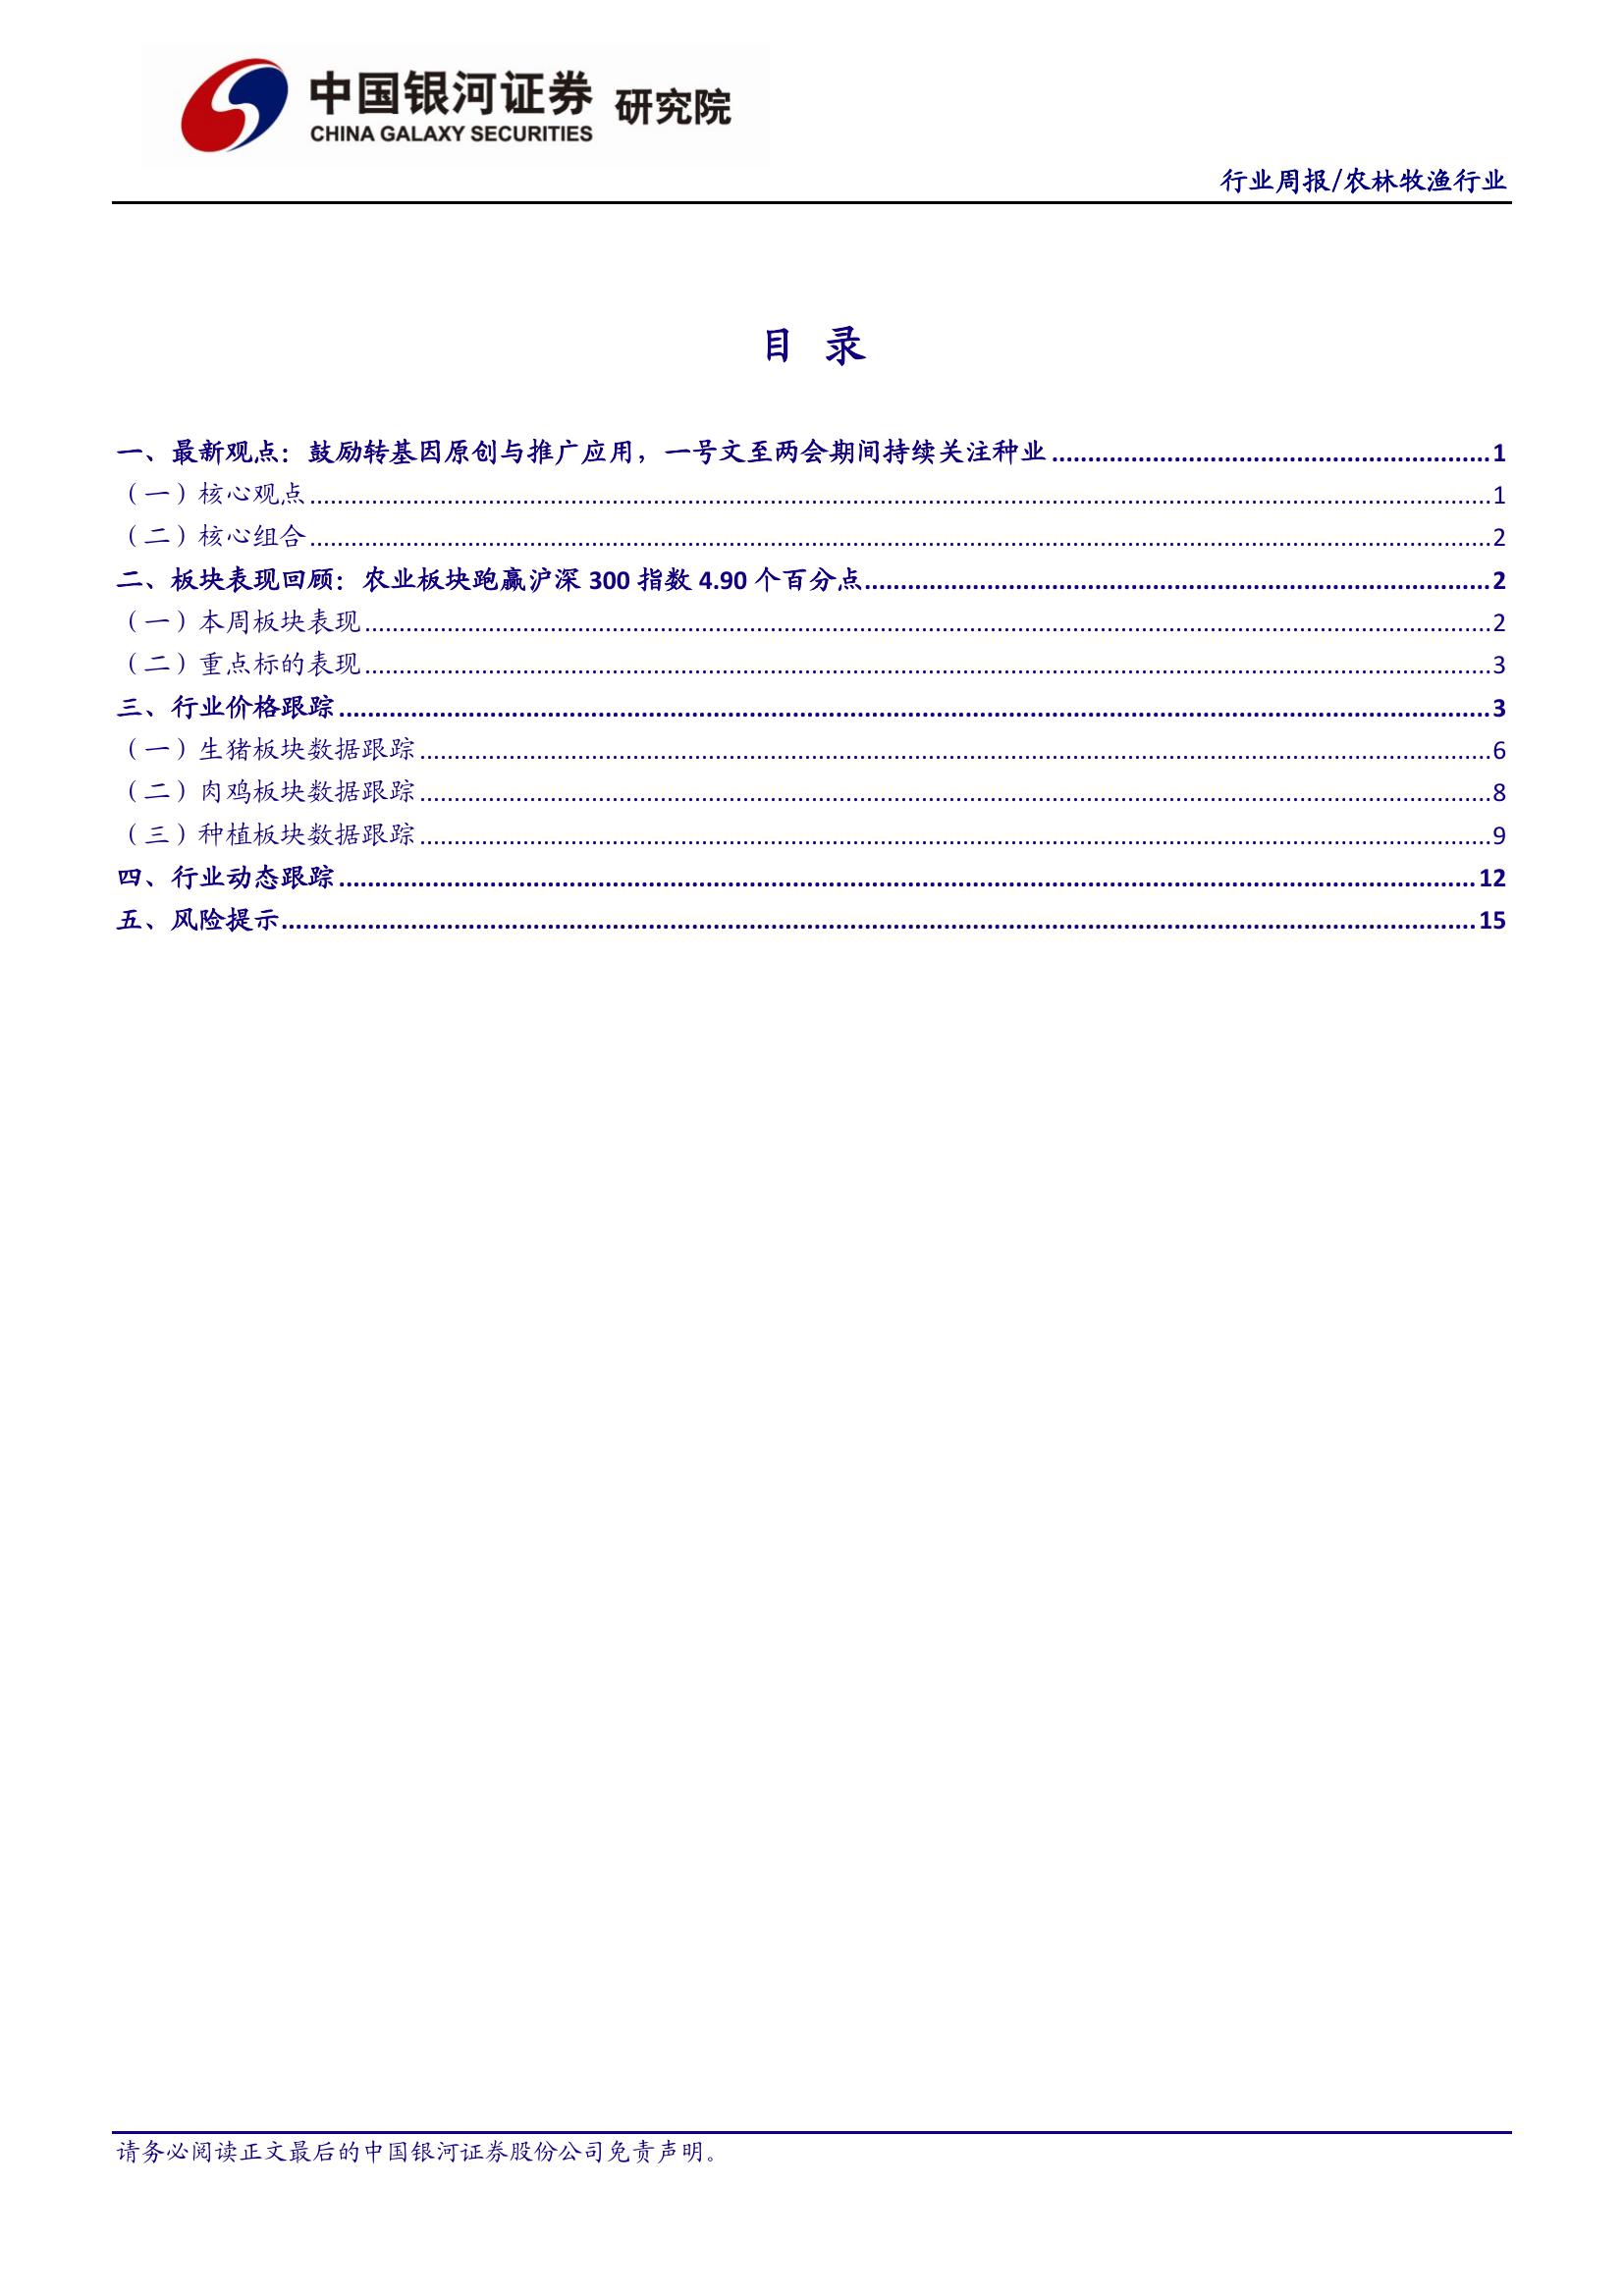 中国银河证券 研究院
CHINA GALAXY SECURITIES
行业周报/农林牧渔行业
目 录
一、最新观点：鼓励转基因原创与推广应用，一号文至两会期间持续关注种业 1
（一）核心观点 1
（二）核心组合 2
二、板块表现回顾：农业板块跑赢沪深 300 指数 4.90 个百分点 2
（一）本周板块表现 2
（二）重点标的表现 3
三、行业价格跟踪 3
（一）生猪板块数据跟踪 6
（二）肉鸡板块数据跟踪 8
（三）种植板块数据跟踪 9
四、行业动态跟踪 12
五、风险提示 15
请务必阅读正文最后的中国银河证券股份公司免责声明。